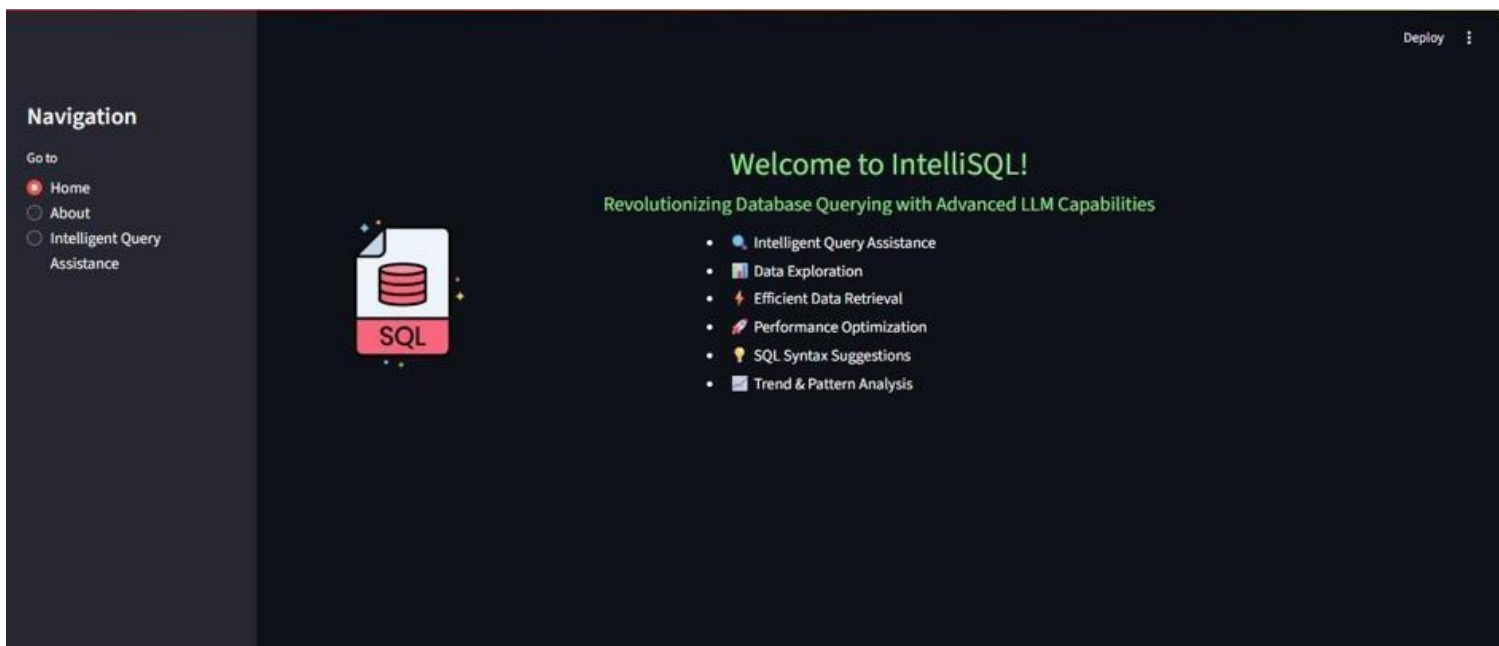 Deploy
Navigation
Go to
Home
About
Intelligent Query
Assistance
SQL
Welcome to IntelliSQL!
Revolutionizing Database Querying with Advanced LLM Capabilities
• 🔍 Intelligent Query Assistance
• 📊 Data Exploration
• ⚡ Efficient Data Retrieval
• 🚀 Performance Optimization
• 💡 SQL Syntax Suggestions
• 📈 Trend & Pattern Analysis